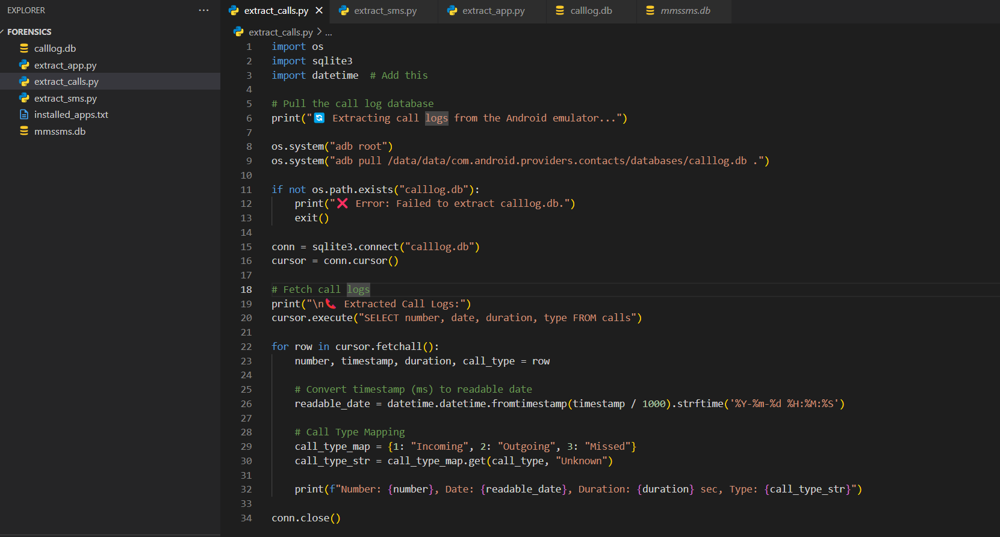 EXPLORER ...
FORENSICS
calllog.db
extract_app.py
extract_calls.py
extract_sms.py
installed_apps.txt
mmssms.db
extract_calls.py extract_sms.py extract_app.py calllog.db mmssms.db
extract_calls.py > ...
1 import os
2 import sqlite3
3 import datetime  # Add this
4
5 # Pull the call log database
6 print("🔄 Extracting call logs from the Android emulator...")
7
8 os.system("adb root")
9 os.system("adb pull /data/data/com.android.providers.contacts/databases/calllog.db .")
10
11 if not os.path.exists("calllog.db"):
12     print("❌ Error: Failed to extract calllog.db.")
13     exit()
14
15 conn = sqlite3.connect("calllog.db")
16 cursor = conn.cursor()
17
18 # Fetch call logs
19 print("\n📞 Extracted Call Logs:")
20 cursor.execute("SELECT number, date, duration, type FROM calls")
21
22 for row in cursor.fetchall():
23     number, timestamp, duration, call_type = row
24
25     # Convert timestamp (ms) to readable date
26     readable_date = datetime.datetime.fromtimestamp(timestamp / 1000).strftime('%Y-%m-%d %H:%M:%S')
27
28     # Call Type Mapping
29     call_type_map = {1: "Incoming", 2: "Outgoing", 3: "Missed"}
30     call_type_str = call_type_map.get(call_type, "Unknown")
31
32     print(f"Number: {number}, Date: {readable_date}, Duration: {duration} sec, Type: {call_type_str}")
33
34 conn.close()